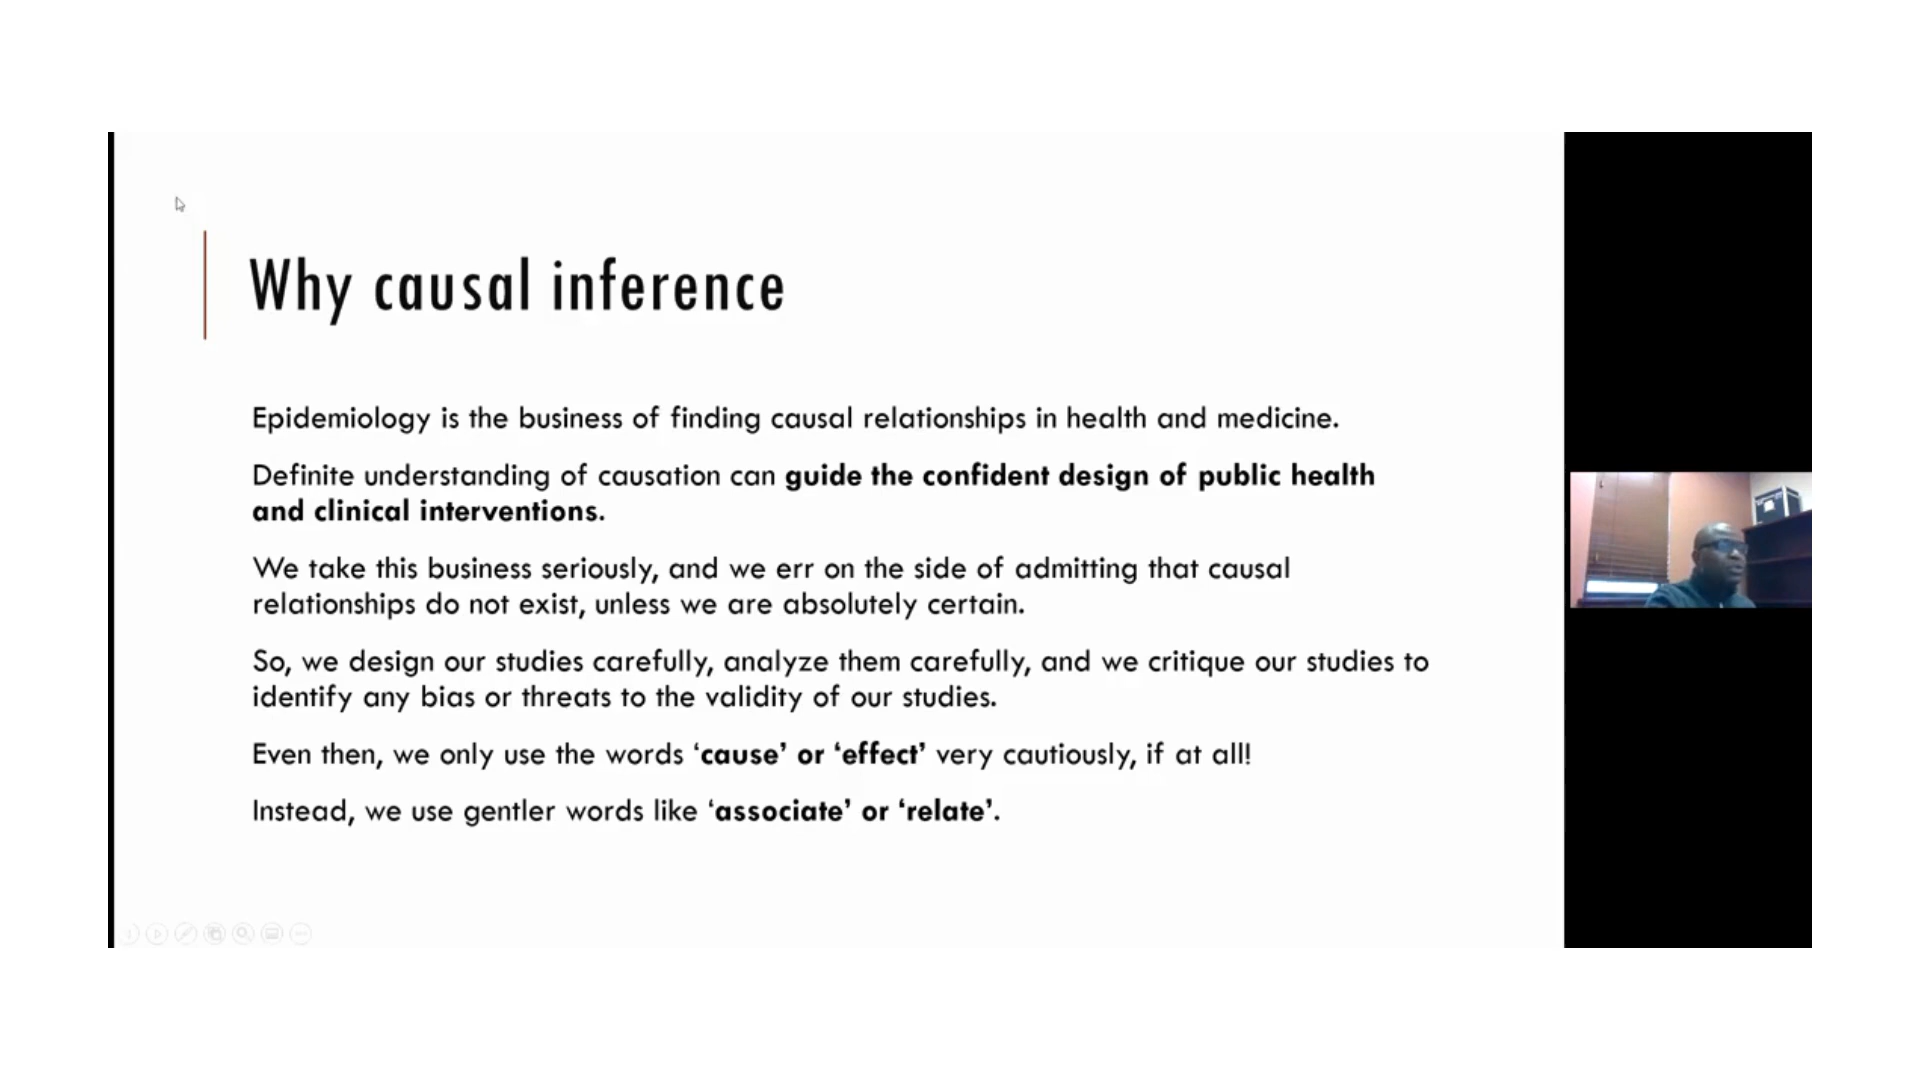 Why causal inference
Epidemiology is the business of finding causal relationships in health and medicine.
Definite understanding of causation can guide the confident design of public health
and clinical interventions.
We take this business seriously, and we err on the side of admitting that causal
relationships do not exist, unless we are absolutely certain.
So, we design our studies carefully, analyze them carefully, and we critique our studies to
identify any bias or threats to the validity of our studies.
Even then, we only use the words ‘cause’ or ‘effect’ very cautiously, if at all!
Instead, we use gentler words like ‘associate’ or ‘relate’.